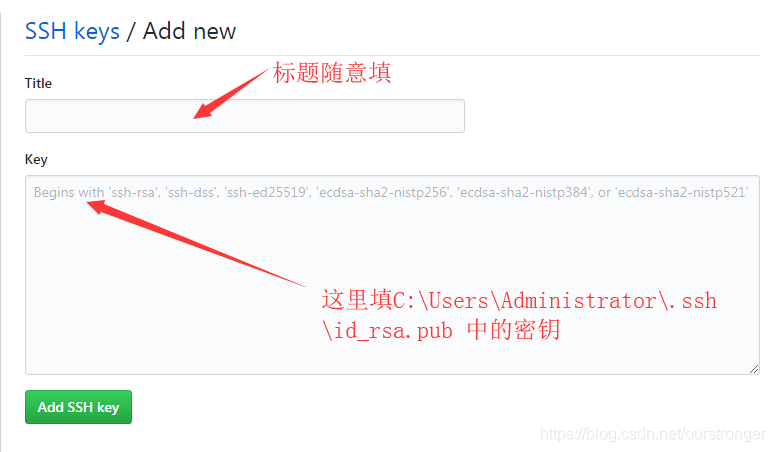 SSH keys / Add new
标题随意填
Title
Key
Begins with 'ssh-rsa', 'ssh-dss', 'ssh-ed25519', 'ecdsa-sha2-nistp256', 'ecdsa-sha2-nistp384', or 'ecdsa-sha2-nistp521'
这里填C:\Users\Administrator\.ssh
\id_rsa.pub 中的密钥
Add SSH key
https://blog.csdn.net/ourstronger